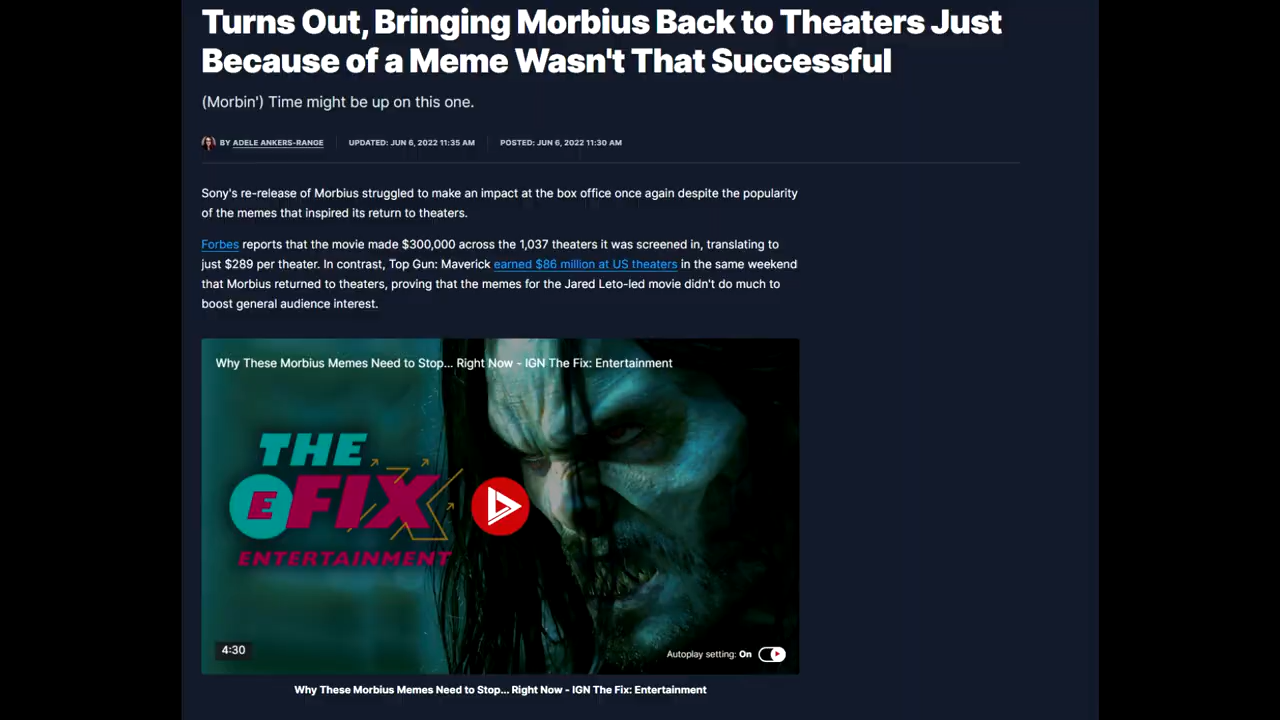 Turns Out, Bringing Morbius Back to Theaters Just
Because of a Meme Wasn't That Successful
(Morbin') Time might be up on this one.
BY ADELE ANKERS-RANGE UPDATED: JUN 6, 2022 11:35 AM POSTED: JUN 6, 2022 11:30 AM
Sony's re-release of Morbius struggled to make an impact at the box office once again despite the popularity
of the memes that inspired its return to theaters.
Forbes reports that the movie made $300,000 across the 1,037 theaters it was screened in, translating to
just $289 per theater. In contrast, Top Gun: Maverick earned $86 million at US theaters in the same weekend
that Morbius returned to theaters, proving that the memes for the Jared Leto-led movie didn't do much to
boost general audience interest.
Why These Morbius Memes Need to Stop... Right Now - IGN The Fix: Entertainment
THE
E FIX
ENTERTAINMENT
4:30
Autoplay setting: On
Why These Morbius Memes Need to Stop... Right Now - IGN The Fix: Entertainment